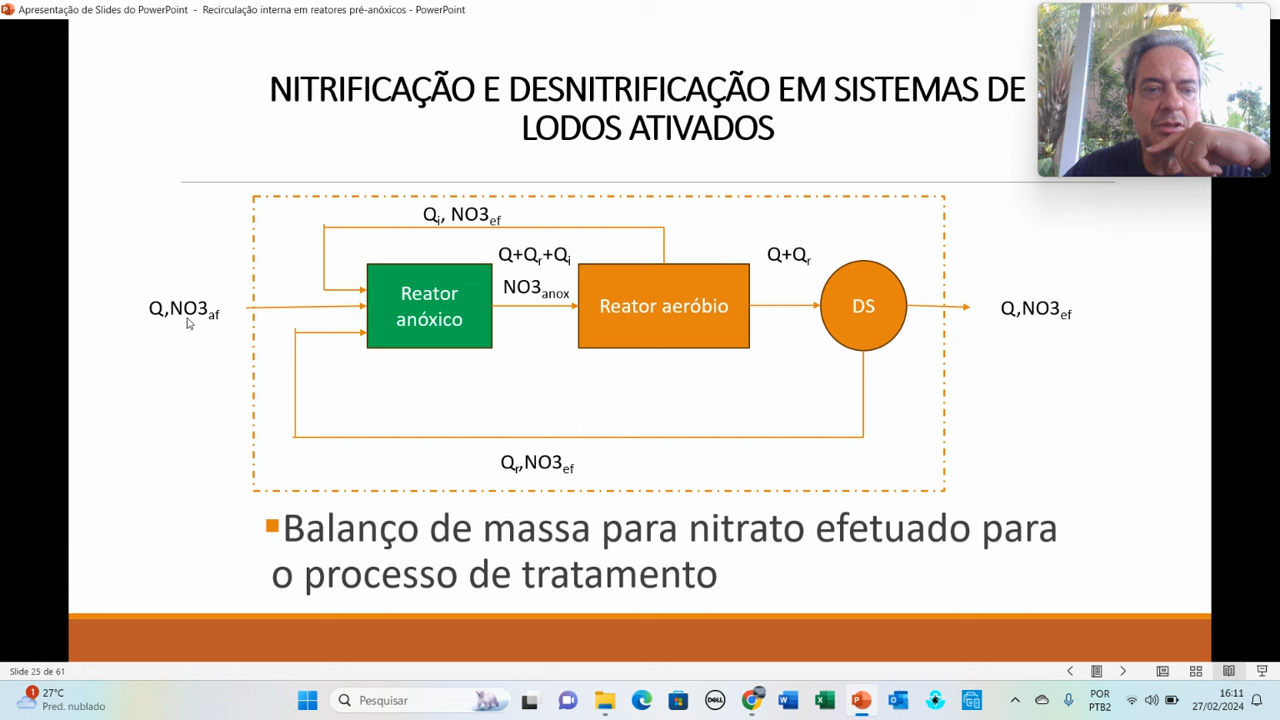 Apresentação de Slides do PowerPoint - Recirculação interna em reatores pré-anóxicos - PowerPoint
NITRIFICAÇÃO E DESNITRIFICAÇÃO EM SISTEMAS DE
LODOS ATIVADOS
Qi, NO3ef
Q+Qr+Qi
Q+Qr
NO3anox
Reator
anóxico
Reator aeróbio
DS
Q,NO3af
Q,NO3ef
Qr,NO3ef
Balanço de massa para nitrato efetuado para
o processo de tratamento
Slide 25 de 61
1
27°C
Pred. nublado
Pesquisar
DELL
POR
PTB2
16:11
27/02/2024